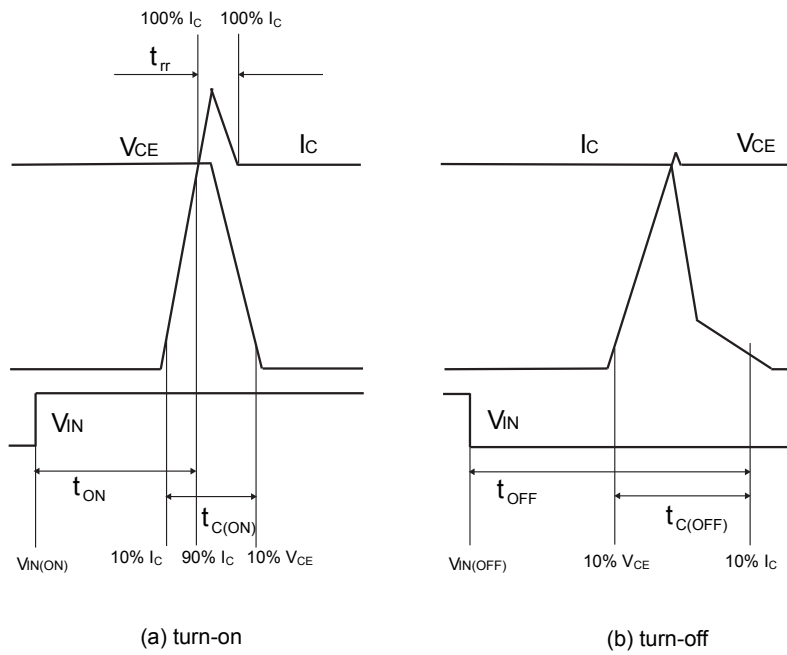 100% IC 100% IC
trr
VCE IC
IC VCE
VIN
VIN
tON
tOFF
tC(ON)
tC(OFF)
VIN(ON) 10% IC 90% IC 10% VCE
VIN(OFF) 10% VCE 10% IC
(a) turn-on
(b) turn-off